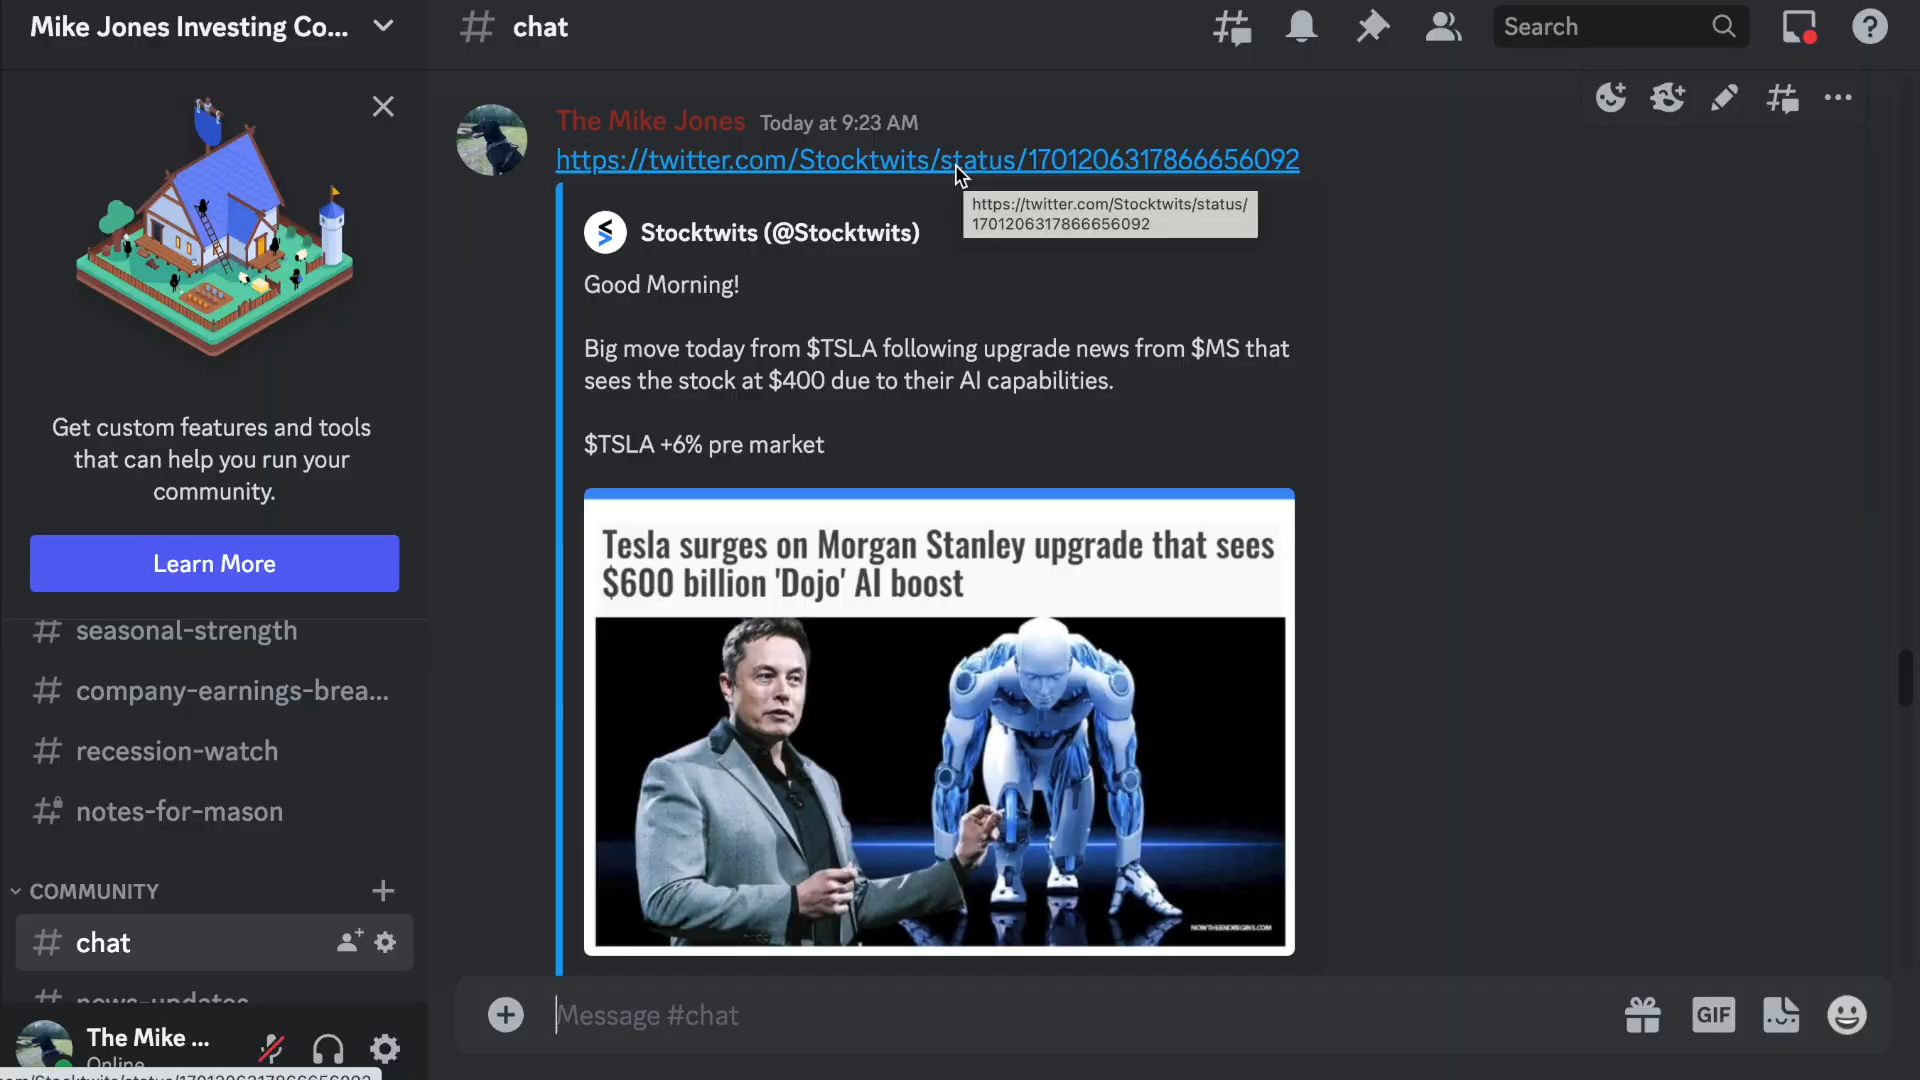 Mike Jones Investing Co...
chat
Search
The Mike Jones Today at 9:23 AM
https://twitter.com/Stocktwits/status/1701206317866656092
https://twitter.com/Stocktwits/status/
1701206317866656092
Stocktwits (@Stocktwits)
Good Morning!
Big move today from $TSLA following upgrade news from $MS that
sees the stock at $400 due to their AI capabilities.
$TSLA +6% pre market
Tesla surges on Morgan Stanley upgrade that sees
$600 billion 'Dojo' AI boost
NOWTHEENDBEGINS.COM
Get custom features and tools
that can help you run your
community.
Learn More
seasonal-strength
company-earnings-brea...
recession-watch
notes-for-mason
COMMUNITY
chat
news-updates
The Mike ...
Online
Message #chat
GIF